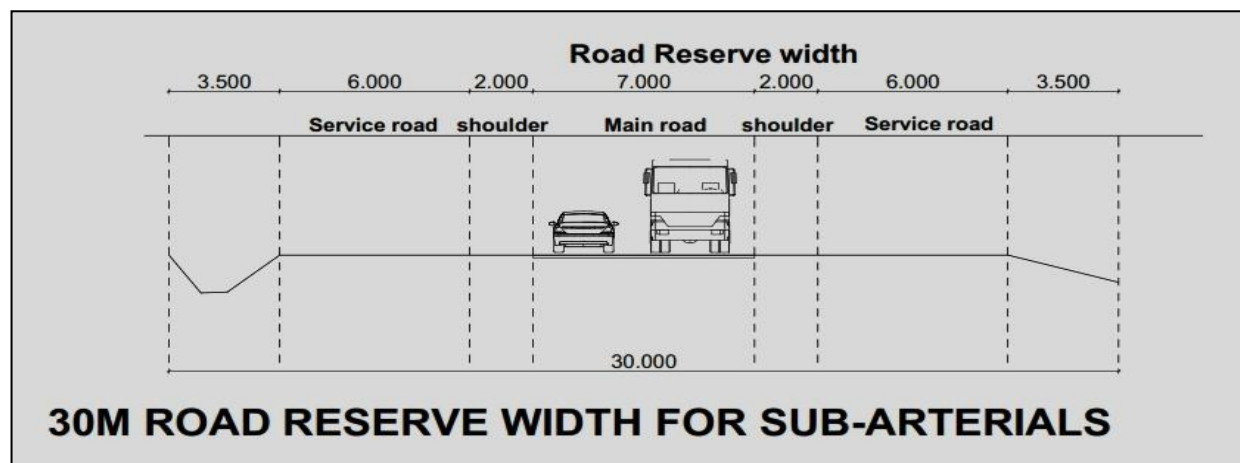 Road Reserve width
3.500 6.000 2.000 7.000 2.000 6.000 3.500
Service road shoulder Main road shoulder Service road
30.000
30M ROAD RESERVE WIDTH FOR SUB-ARTERIALS